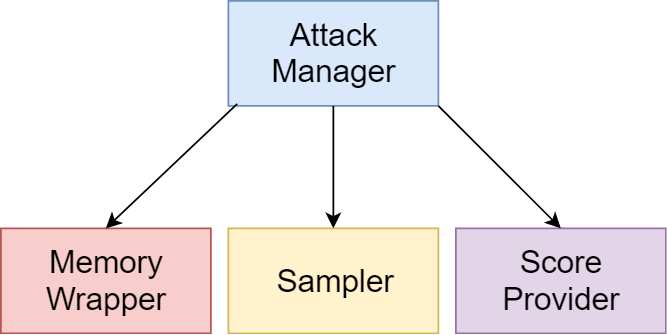 Attack
Manager
Memory
Wrapper
Sampler
Score
Provider